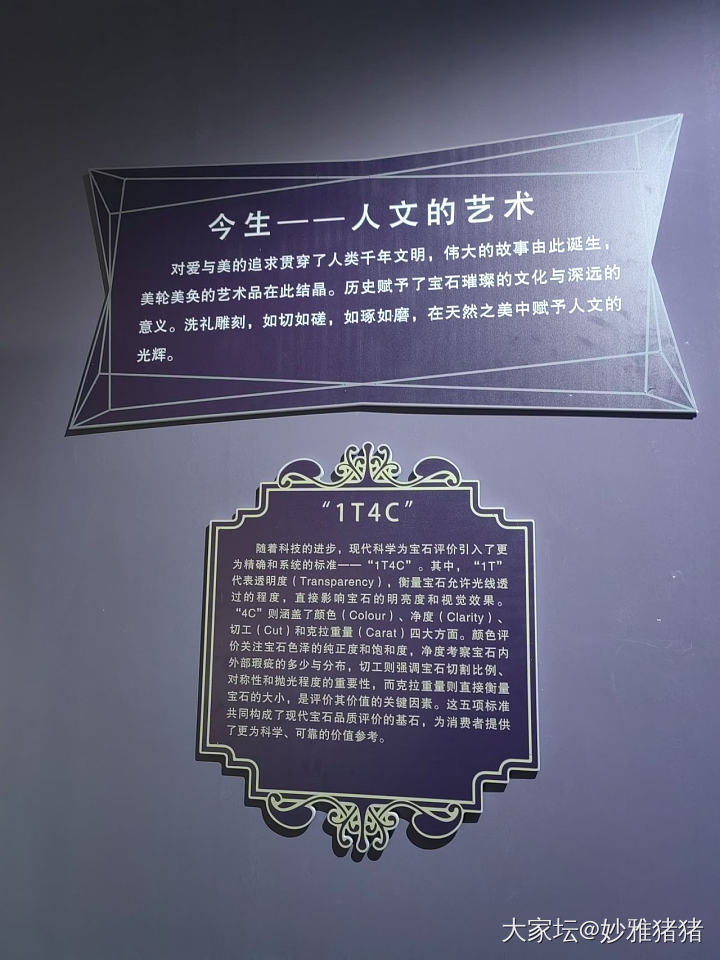 今生——人文的艺术
对爱与美的追求贯穿了人类千年文明，伟大的故事由此诞生，
美轮美奂的艺术品在此结晶。历史赋予了宝石璀璨的文化与深远的
意义。洗礼雕刻，如切如磋，如琢如磨，在天然之美中赋予人文的
光辉。
“1T4C”
随着科技的进步，现代科学为宝石评价引入了更
为精确和系统的标准——“1T4C”。其中，“1T”
代表透明度（Transparency），衡量宝石允许光线透
过的程度，直接影响宝石的明亮度和视觉效果。
“4C”则涵盖了颜色（Colour）、净度（Clarity）、
切工（Cut）和克拉重量（Carat）四大方面。颜色评
价关注宝石色泽的纯正度和饱和度，净度考察宝石内
外部瑕疵的多少与分布，切工则强调宝石切割比例、
对称性和抛光程度的重要性，而克拉重量则直接衡量
宝石的大小，是评价其价值的关键因素。这五项标准
共同构成了现代宝石品质评价的基石，为消费者提供
了更为科学、可靠的价值参考。
大家坛@妙雅猪猪